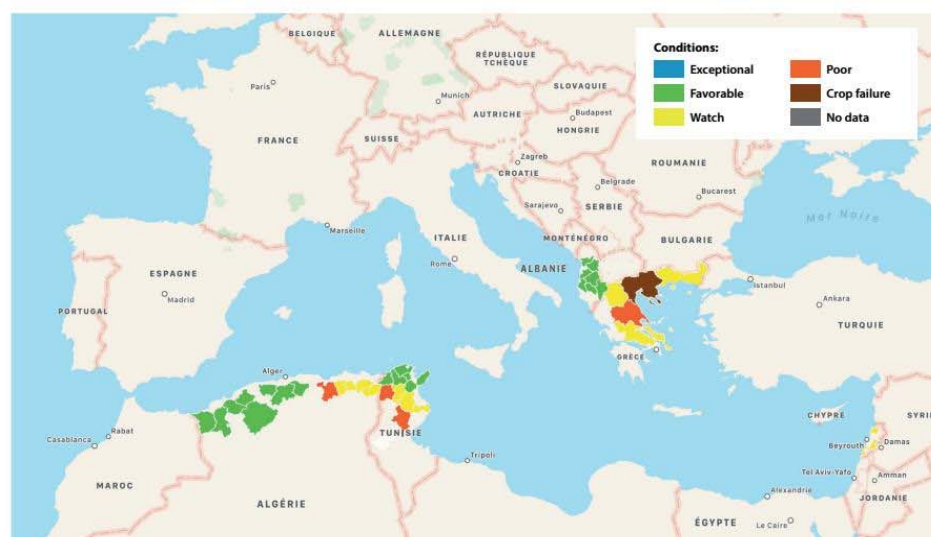 BELGIQUE
ALLEMAGNE
Conditions:
Exceptional
Poor
Favorable
Crop failure
Watch
No data
RÉPUBLIQUE
TCHÈQUE
Paris
Munich
SLOVAQUIE
AUTRICHE
Budapest
HONGRIE
FRANCE
SUISSE
Zagreb
CROATIE
ROUMANIE
Belgrade
Bucarest
Sarajevo
SERBIE
Mer Noire
Marseille
ITALIE
MONTÉNÉGRO
BULGARIE
Rome
ALBANIE
ESPAGNE
Madrid
Istanbul
Ankara
PORTUGAL
TURQUIE
GRÈCE
Alger
CHYPRE
SYRI
Rabat
Casablanca
TUNISIE
Beyrouth
Damas
Tripoli
Tel Aviv-Yafo
Amman
MAROC
Alexandrie
JORDANIE
ALGÉRIE
ÉGYPTE
Le Caire